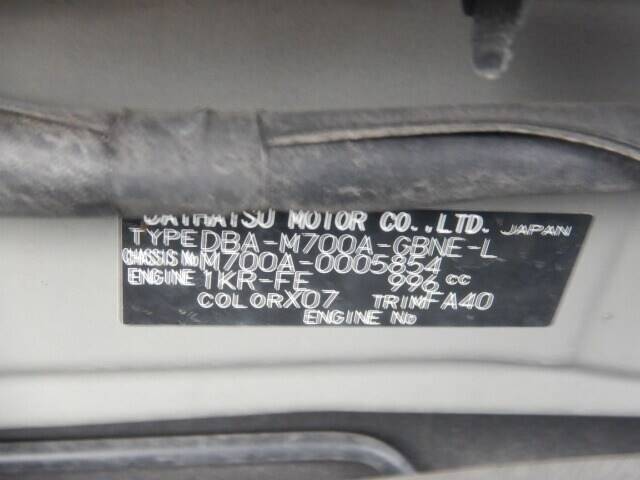 DAIHATSU MOTOR CO.,LTD. JAPAN
TYPE DBA-M700A-GBNE-L
CHASSIS No M700A-0005854
ENGINE 1KR-FE 996 cc
COLOR X07 TRIM FA40
ENGINE No